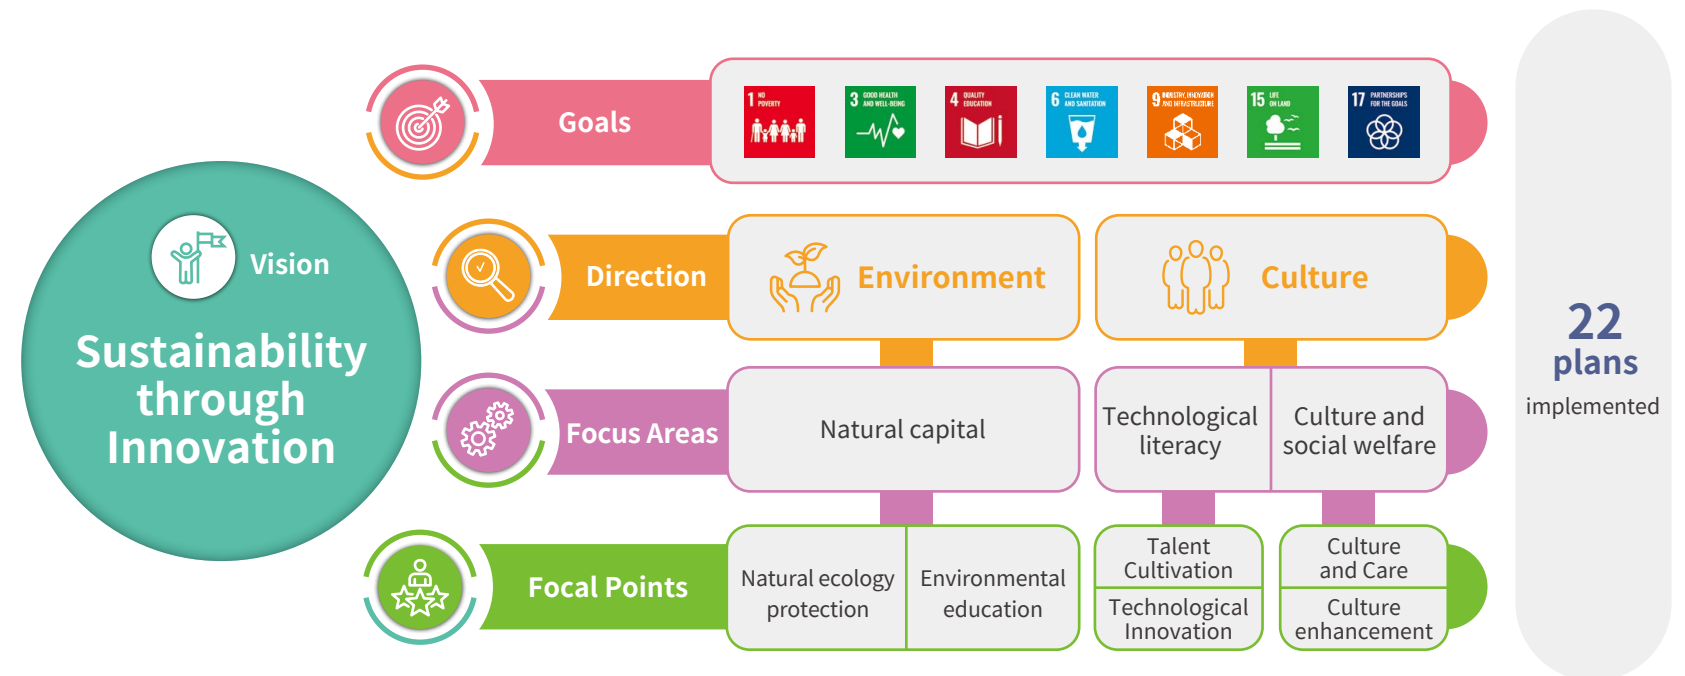 Vision
Sustainability
through
Innovation
Goals
1 NO
POVERTY
3 GOOD HEALTH
AND WELL-BEING
4 QUALITY
EDUCATION
6 CLEAN WATER
AND SANITATION
9 INDUSTRY, INNOVATION
AND INFRASTRUCTURE
15 LIFE
ON LAND
17 PARTNERSHIPS
FOR THE GOALS
Direction
Environment
Culture
Focus Areas
Natural capital
Technological
literacy
Culture and
social welfare
Focal Points
Natural ecology
protection
Environmental
education
Talent
Cultivation
Technological
Innovation
Culture
and Care
Culture
enhancement
22
plans
implemented